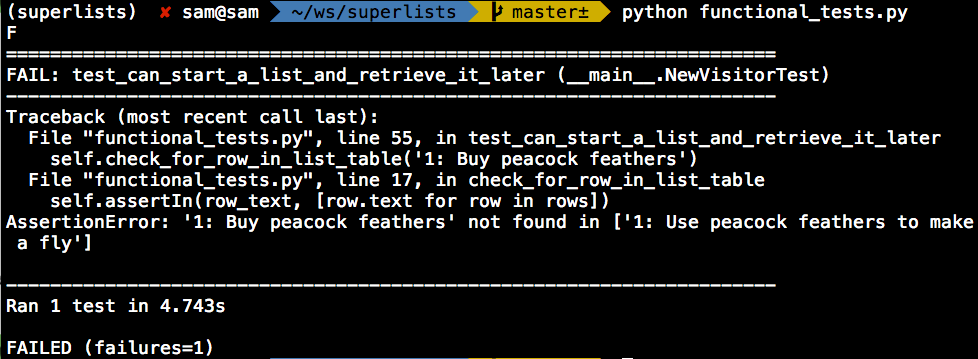 (superlists) ✘ sam@sam ~/ws/superlists master± python functional_tests.py
F
======================================================================
FAIL: test_can_start_a_list_and_retrieve_it_later (__main__.NewVisitorTest)
----------------------------------------------------------------------
Traceback (most recent call last):
  File "functional_tests.py", line 55, in test_can_start_a_list_and_retrieve_it_later
    self.check_for_row_in_list_table('1: Buy peacock feathers')
  File "functional_tests.py", line 17, in check_for_row_in_list_table
    self.assertIn(row_text, [row.text for row in rows])
AssertionError: '1: Buy peacock feathers' not found in ['1: Use peacock feathers to make
 a fly']

----------------------------------------------------------------------
Ran 1 test in 4.743s

FAILED (failures=1)